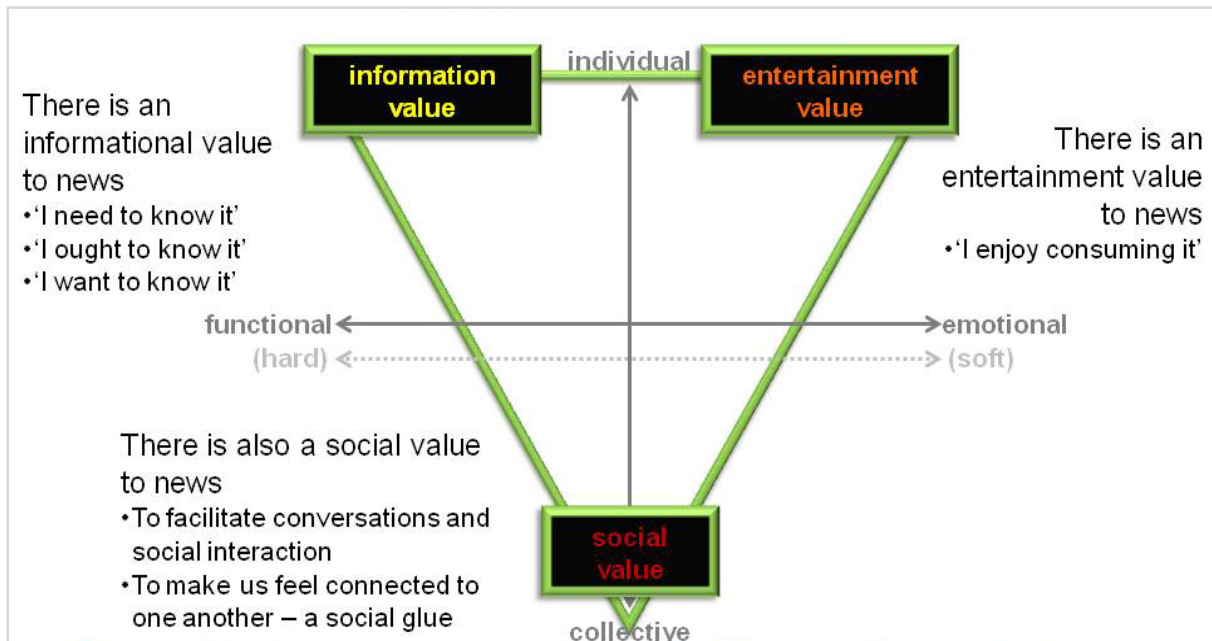 individual
information
value
entertainment
value
There is an
informational value
to news
•‘I need to know it’
•‘I ought to know it’
•‘I want to know it’
There is an
entertainment value
to news
•‘I enjoy consuming it’
functional
emotional
(hard)
(soft)
There is also a social value
to news
•To facilitate conversations and
social interaction
•To make us feel connected to
one another – a social glue
social
value
collective